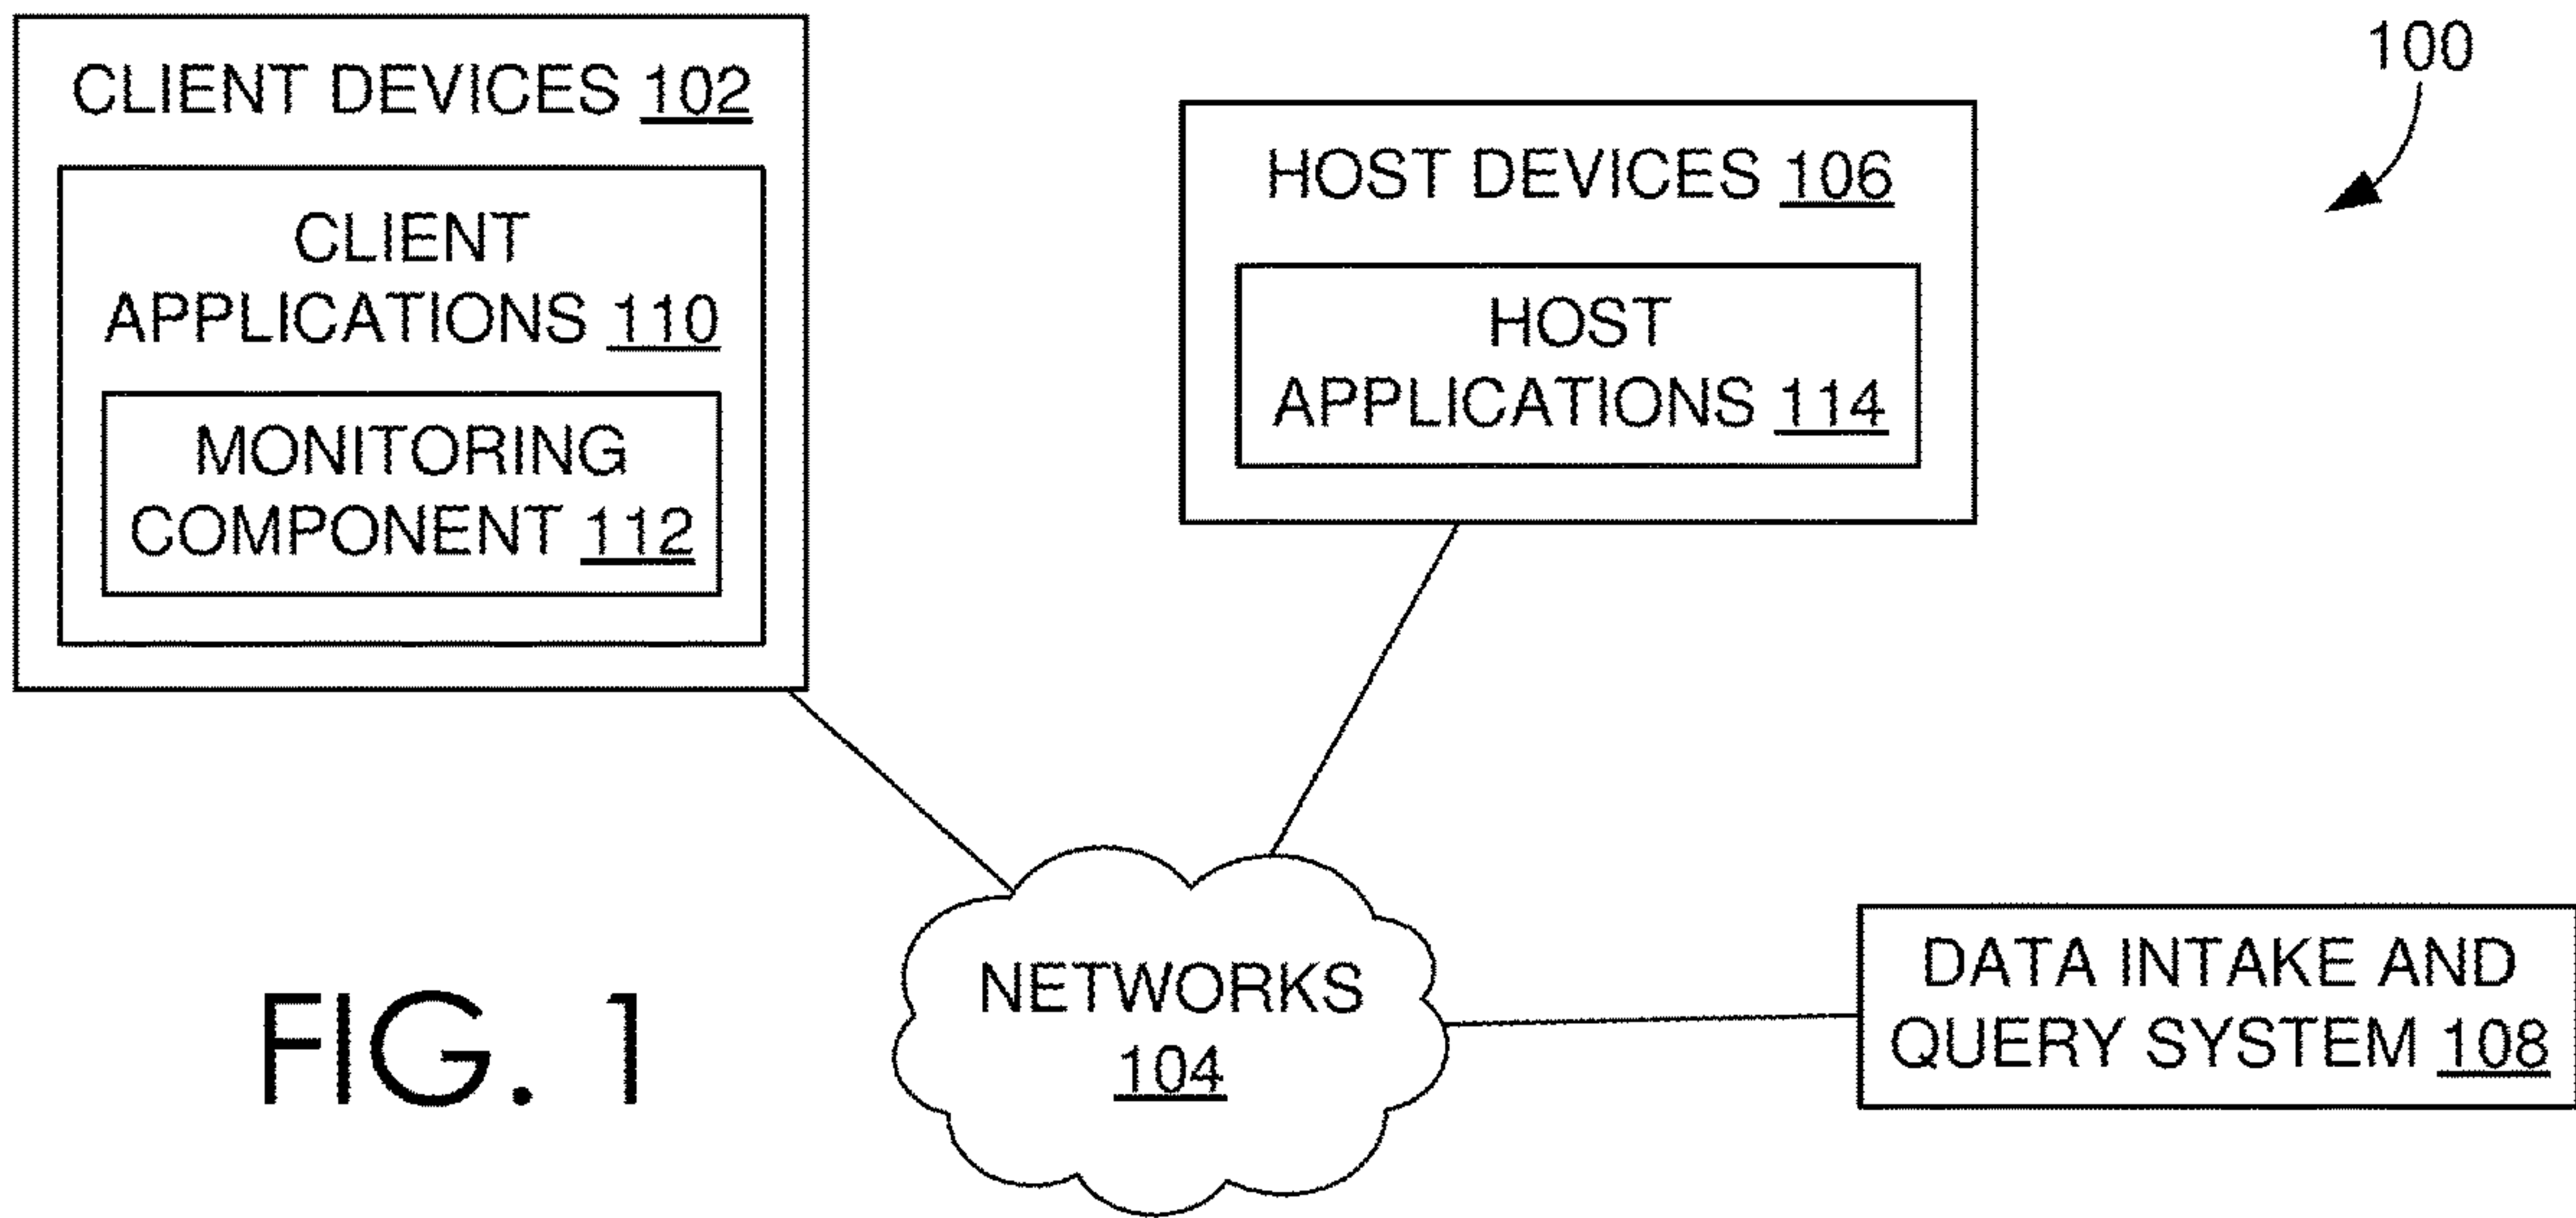 100
CLIENT DEVICES 102
CLIENT
APPLICATIONS 110
MONITORING
COMPONENT 112
HOST DEVICES 106
HOST
APPLICATIONS 114
NETWORKS
104
DATA INTAKE AND
QUERY SYSTEM 108
FIG. 1